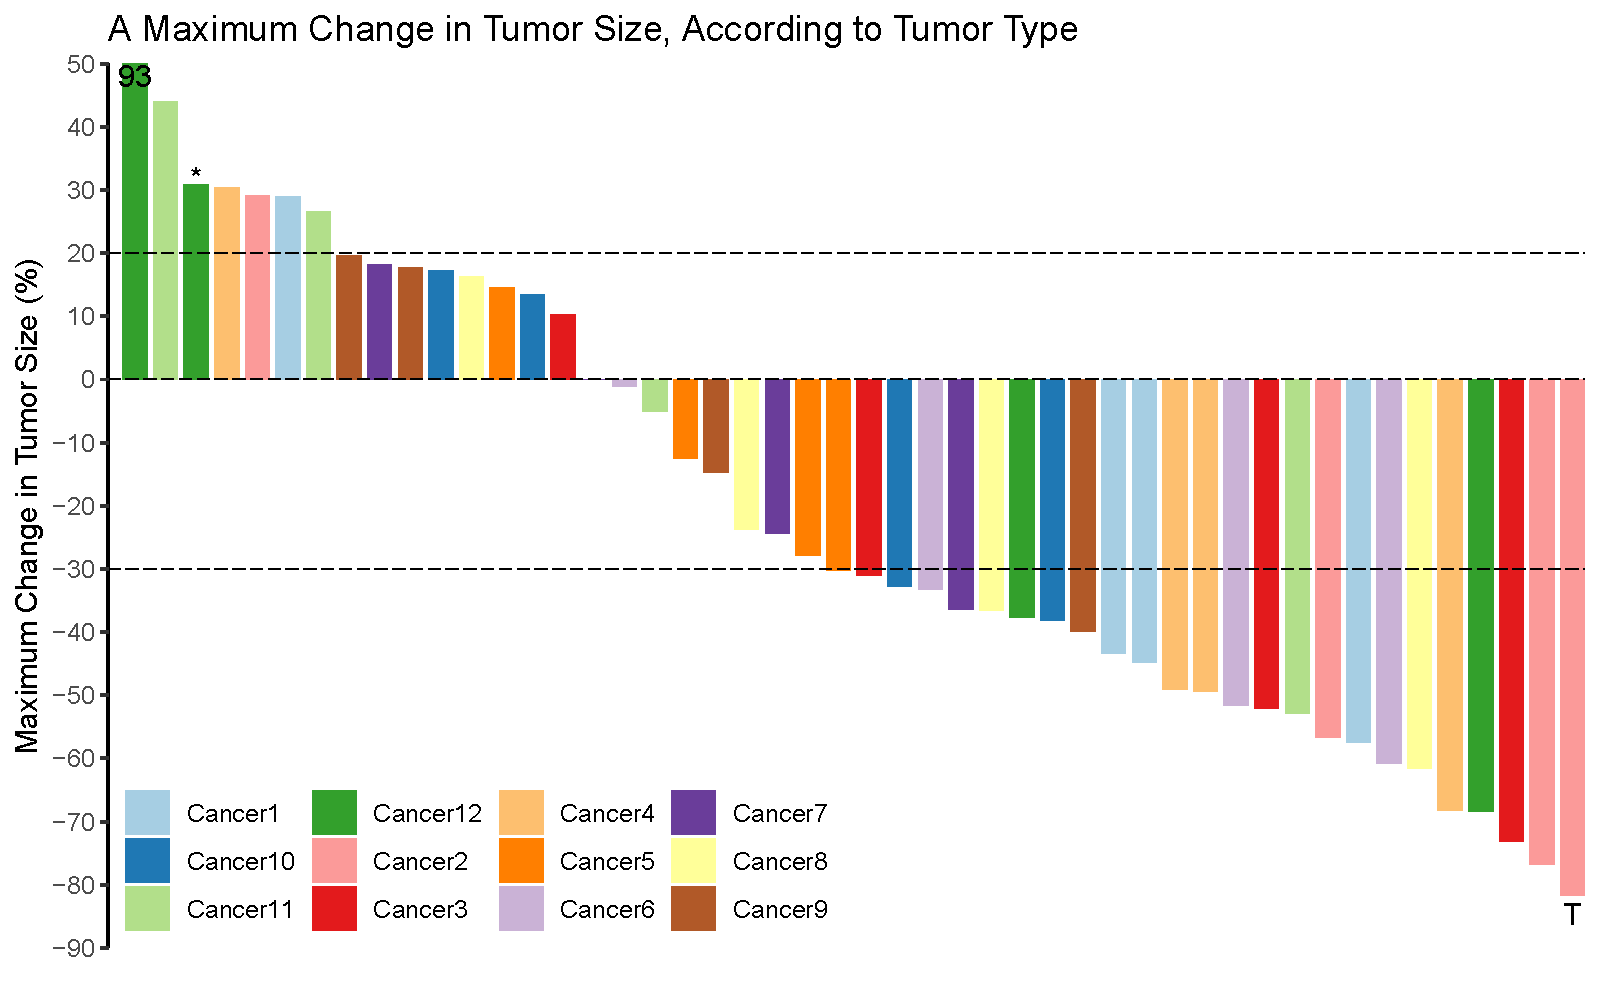 A Maximum Change in Tumor Size, According to Tumor Type
Maximum Change in Tumor Size (%)
50
40
30
20
10
0
−10
−20
−30
−40
−50
−60
−70
−80
−90
93
*
T
Cancer1
Cancer12
Cancer4
Cancer7
Cancer10
Cancer2
Cancer5
Cancer8
Cancer11
Cancer3
Cancer6
Cancer9